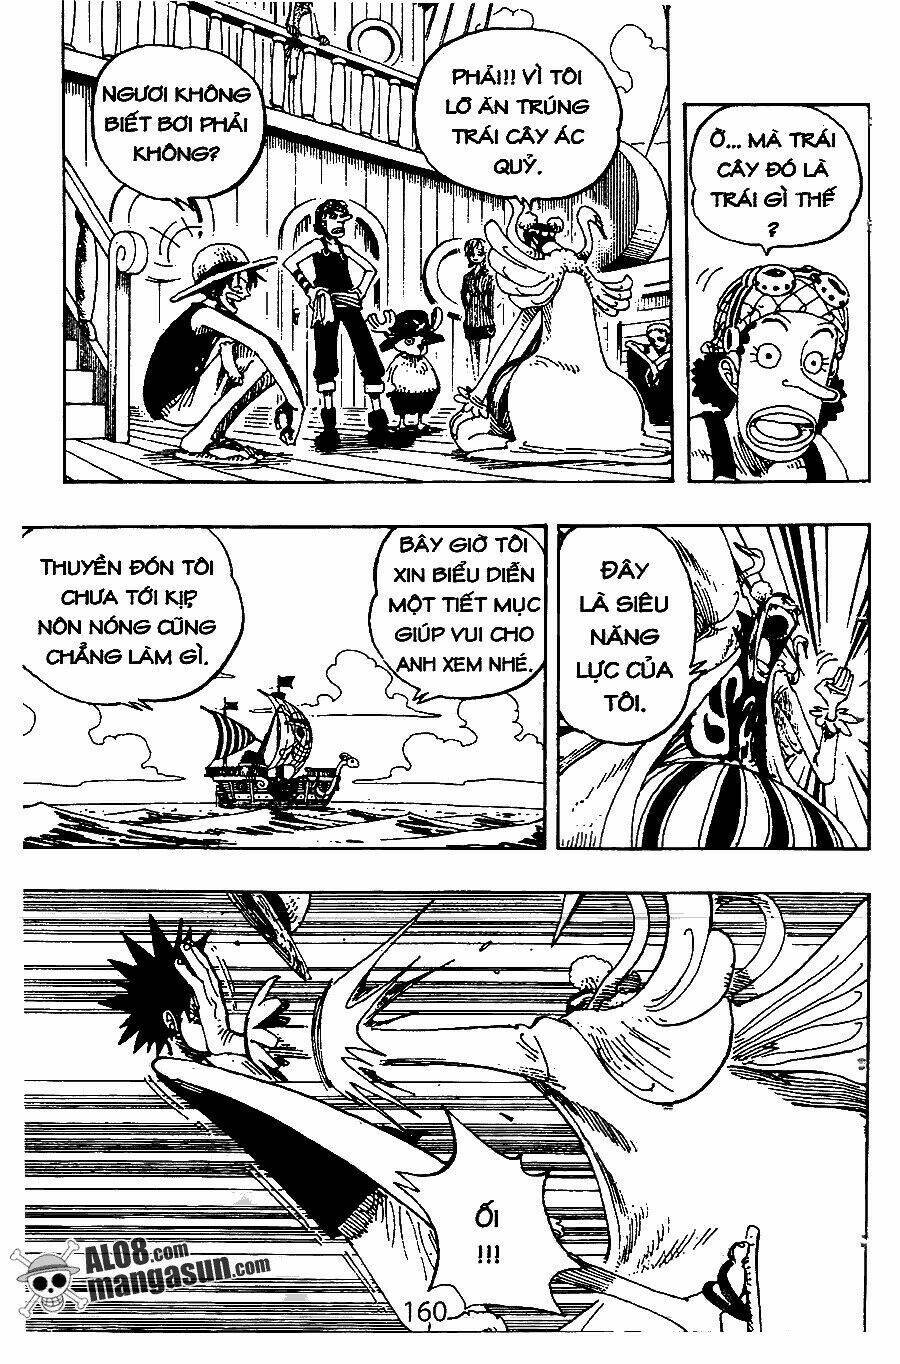 NGƯƠI KHÔNG
BIẾT BƠI PHẢI
KHÔNG?
PHẢI!!! VÌ TÔI
LỠ ĂN TRÚNG
TRÁI CÂY ÁC
QUỶ.
Ờ... MÀ TRÁI
CÂY ĐÓ LÀ
TRÁI GÌ THẾ
?
THUYỀN ĐÓN TÔI
CHƯA TỚI KỊP,
NÔN NÓNG CŨNG
CHẲNG LÀM GÌ.
BÂY GIỜ TÔI
XIN BIỂU DIỄN
MỘT TIẾT MỤC
GIÚP VUI CHO
ANH XEM NHÉ.
ĐÂY
LÀ SIÊU
NĂNG
LỰC CỦA
TÔI.
ỐI
!!!
AL08.com
mangasun.com
160